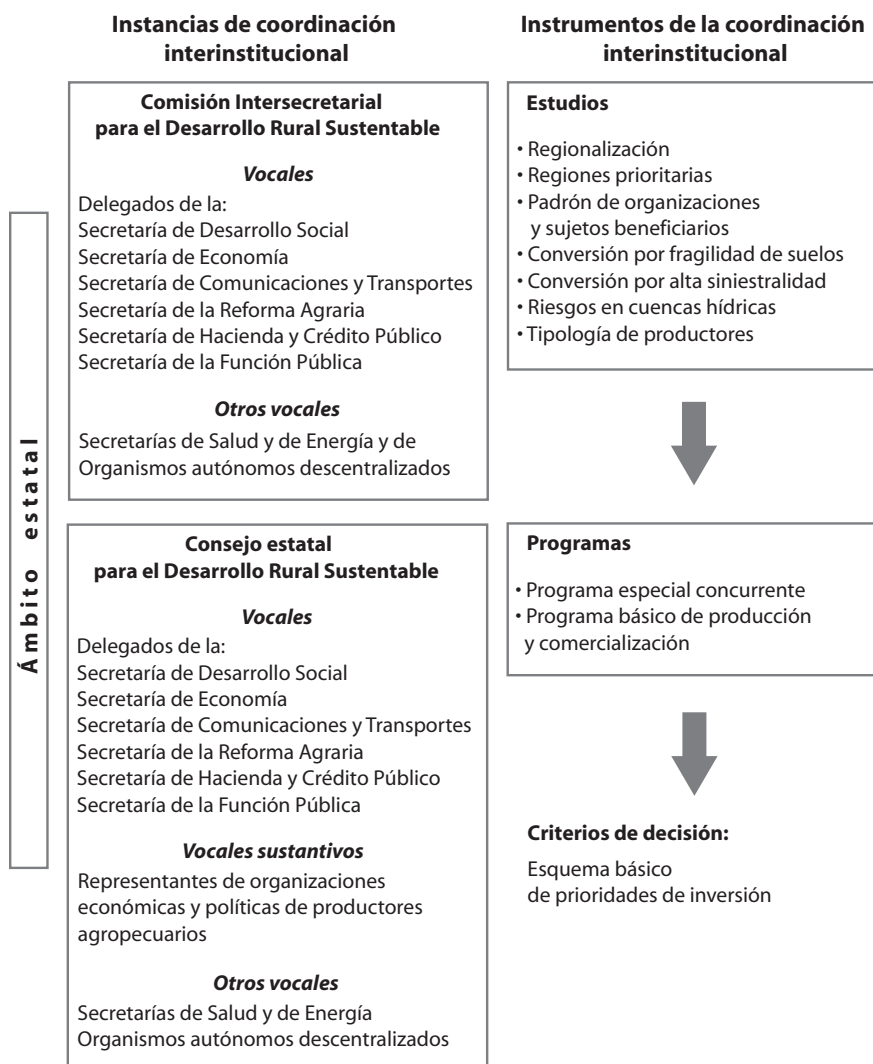 Instancias de coordinación
interinstitucional
Comisión Intersecretarial
para el Desarrollo Rural Sustentable
Vocales
Delegados de la:
Secretaría de Desarrollo Social
Secretaría de Economía
Secretaría de Comunicaciones y Transportes
Secretaría de la Reforma Agraria
Secretaría de Hacienda y Crédito Público
Secretaría de la Función Pública
Otros vocales
Secretarías de Salud y de Energía y de
Organismos autónomos descentralizados
Ámbito estatal
Consejo estatal
para el Desarrollo Rural Sustentable
Vocales
Delegados de la:
Secretaría de Desarrollo Social
Secretaría de Economía
Secretaría de Comunicaciones y Transportes
Secretaría de la Reforma Agraria
Secretaría de Hacienda y Crédito Público
Secretaría de la Función Pública
Vocales sustantivos
Representantes de organizaciones
económicas y políticas de productores
agropecuarios
Otros vocales
Secretarías de Salud y de Energía
Organismos autónomos descentralizados
Instrumentos de la coordinación
interinstitucional
Estudios
• Regionalización
• Regiones prioritarias
• Padrón de organizaciones
y sujetos beneficiarios
• Conversión por fragilidad de suelos
• Conversión por alta siniestralidad
• Riesgos en cuencas hídricas
• Tipología de productores
Programas
• Programa especial concurrente
• Programa básico de producción
y comercialización
Criterios de decisión:
Esquema básico
de prioridades de inversión